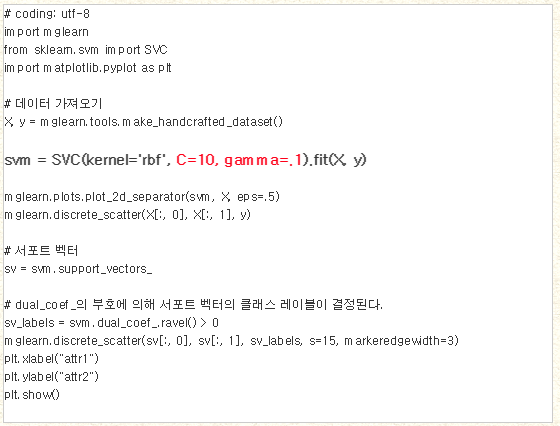 # coding: utf-8
import mglearn
from sklearn.svm import SVC
import matplotlib.pyplot as plt
# 데이터 가져오기
X, y = mglearn.tools.make_handcrafted_dataset()
svm = SVC(kernel='rbf', C=10, gamma=.1).fit(X, y)
mglearn.plots.plot_2d_separator(svm, X, eps=.5)
mglearn.discrete_scatter(X[:, 0], X[:, 1], y)
# 서포트 벡터
sv = svm.support_vectors_
# dual_coef_의 부호에 의해 서포트 벡터의 클래스 레이블이 결정된다.
sv_labels = svm.dual_coef_.ravel() > 0
mglearn.discrete_scatter(sv[:, 0], sv[:, 1], sv_labels, s=15, markeredgewidth=3)
plt.xlabel("attr1")
plt.ylabel("attr2")
plt.show()